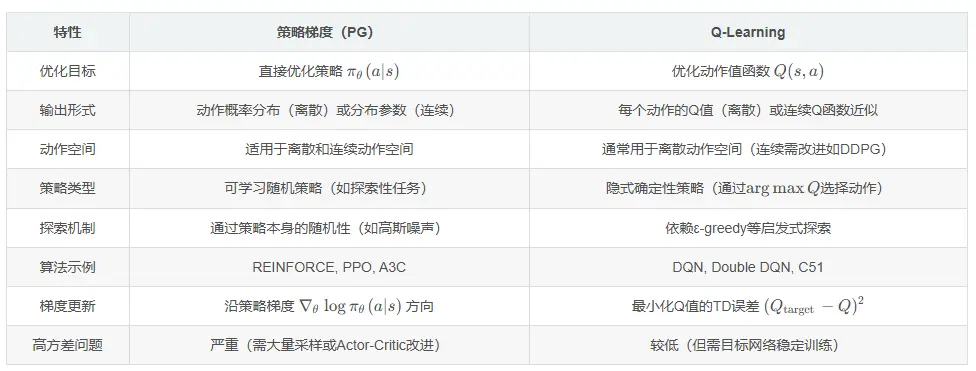 特性 策略梯度（PG） Q-Learning
优化目标 直接优化策略 πθ(a|s) 优化动作值函数 Q(s,a)
输出形式 动作概率分布（离散）或分布参数（连续） 每个动作的Q值（离散）或连续Q函数近似
动作空间 适用于离散和连续动作空间 通常用于离散动作空间（连续需改进如DDPG）
策略类型 可学习随机策略（如探索性任务） 隐式确定性策略（通过arg max Q选择动作）
探索机制 通过策略本身的随机性（如高斯噪声） 依赖ε-greedy等启发式探索
算法示例 REINFORCE, PPO, A3C DQN, Double DQN, C51
梯度更新 沿策略梯度 ∇θ log πθ(a|s) 方向 最小化Q值的TD误差 (Qtarget − Q)²
高方差问题 严重（需大量采样或Actor-Critic改进） 较低（但需目标网络稳定训练）